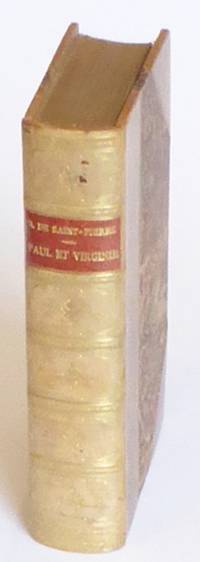 B. DE SAINT-PIERRE
PAUL ET VIRGINIE